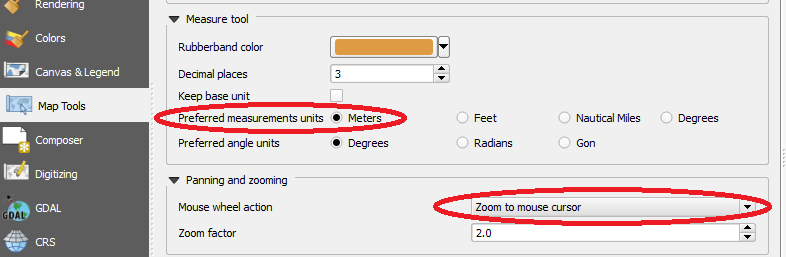 Rendering
Colors
Canvas & Legend
Map Tools
Composer
Digitizing
GDAL
GDAL
CRS
Measure tool
Rubberband color
Decimal places 3
Keep base unit
Preferred measurements units Meters Feet Nautical Miles Degrees
Preferred angle units Degrees Radians Gon
Panning and zooming
Mouse wheel action Zoom to mouse cursor
Zoom factor 2.0